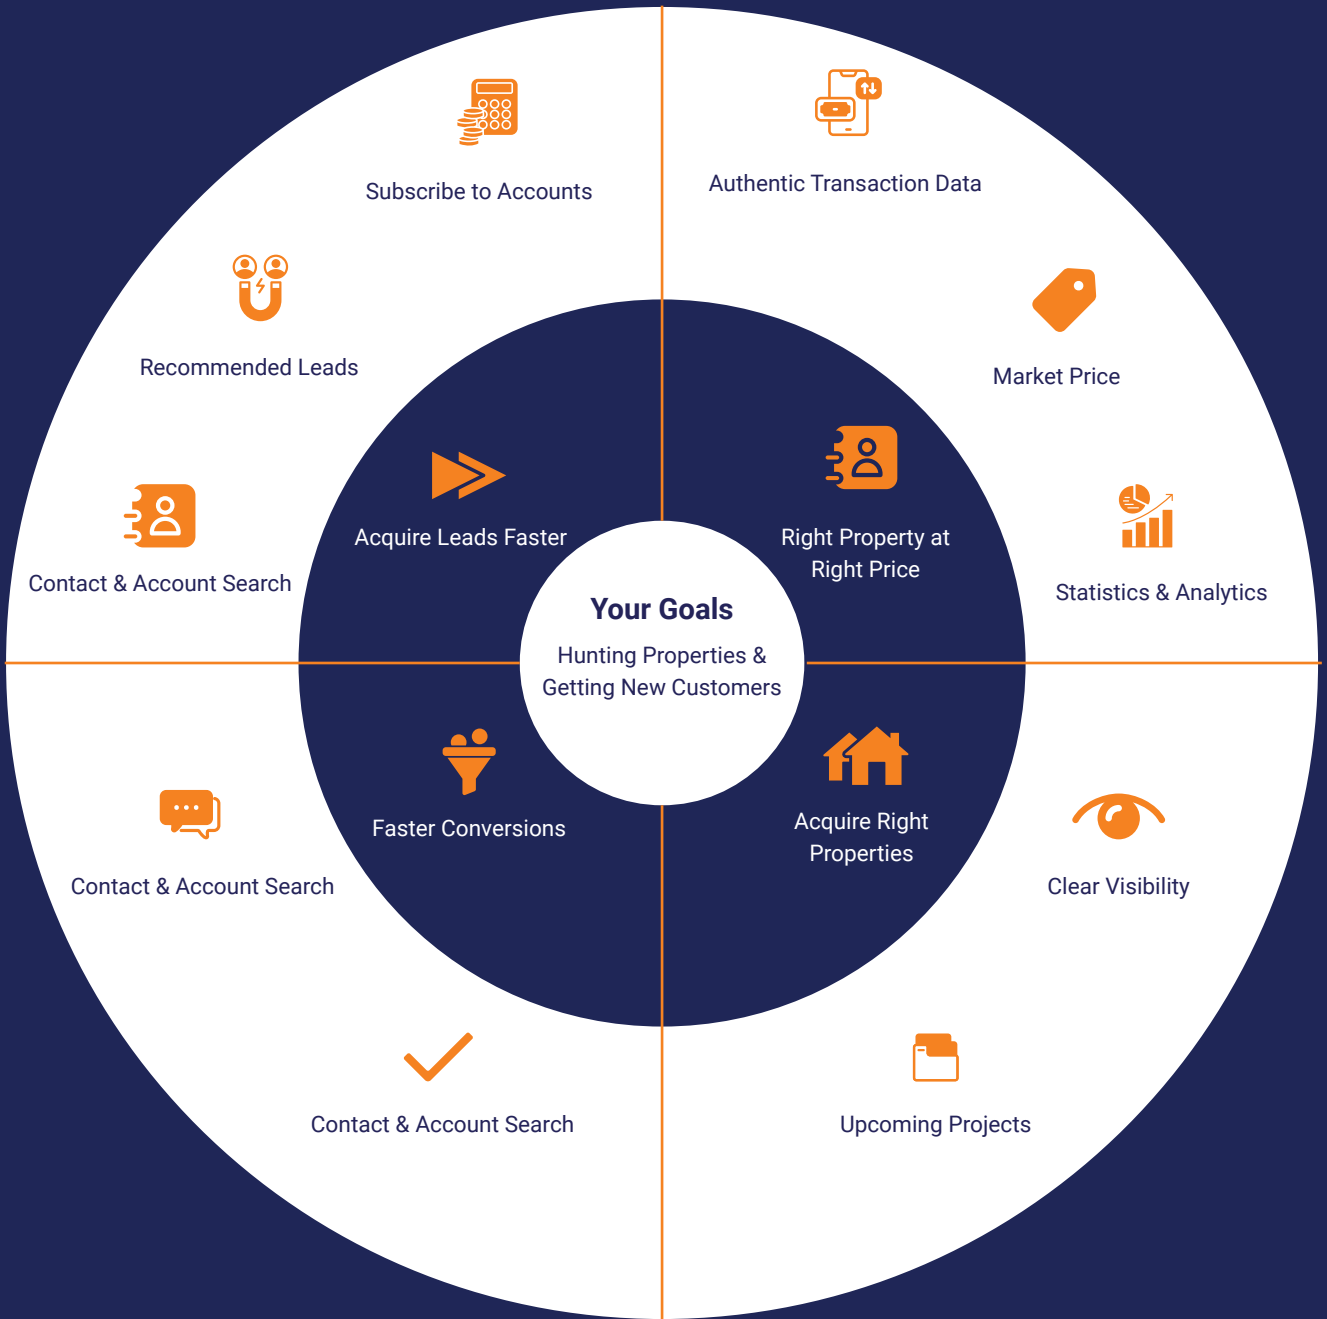 Subscribe to Accounts
Authentic Transaction Data
Recommended Leads
Market Price
Contact & Account Search
Statistics & Analytics
Acquire Leads Faster
Right Property at
Right Price
Your Goals
Hunting Properties &
Getting New Customers
Faster Conversions
Acquire Right
Properties
Contact & Account Search
Clear Visibility
Contact & Account Search
Upcoming Projects